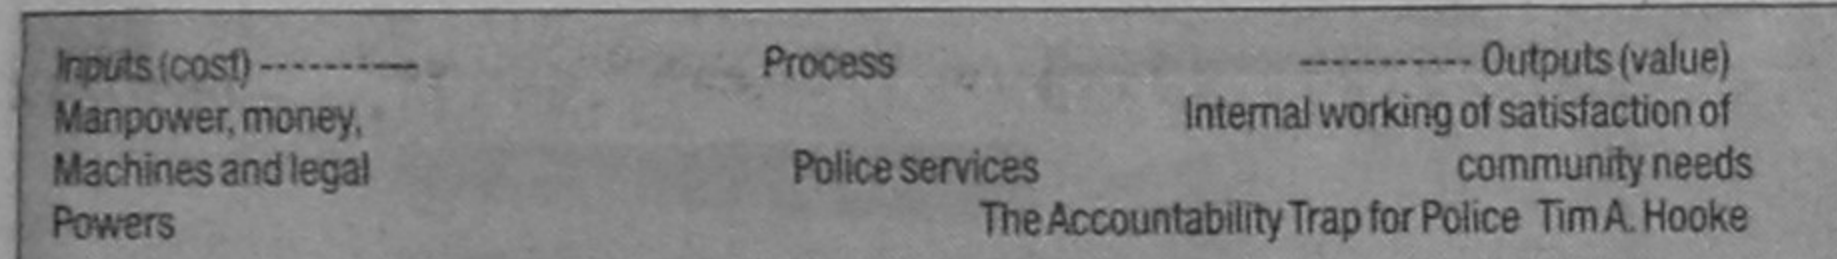 Inputs (cost) ---------- Process ----------- Outputs (value)
Manpower, money, Internal working of satisfaction of
Machines and legal Police services community needs
Powers The Accountability Trap for Police Tim A. Hooke